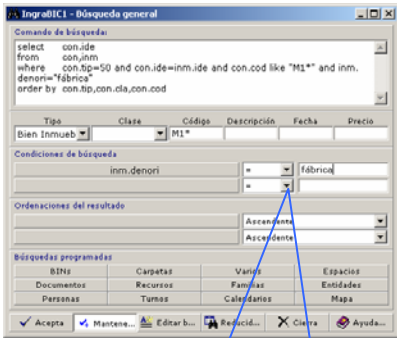 IngraBIC1 - Búsqueda general
Comando de búsqueda:
select con.ide
from con,inm
where con.tip=50 and con.ide=inm.ide and con.cod like "M1*" and inm.
denori="fábrica"
order by con.tip,con.cla,con.cod
Tipo Clase Código Descripción Fecha Precio
Bien Inmueb M1*
Condiciones de búsqueda
inm.denori = fábrica
=
Ordenaciones del resultado
Ascendente
Ascendente
Búsquedas programadas
BINs Carpetas Varios Espacios
Documentos Recursos Familias Entidades
Personas Turnos Calendarios Mapa
Acepta Mantene... Editar b... Reducid... Cierra Ayuda...